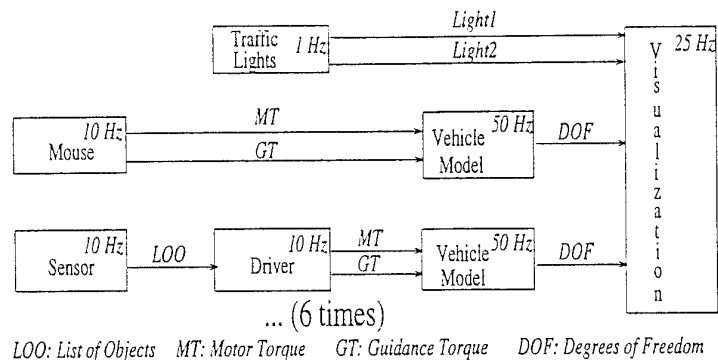 Traffic
Lights
1 Hz
Light1
Light2
Visualization
25 Hz
10 Hz
Mouse
MT
GT
Vehicle
Model
50 Hz
DOF
10 Hz
Sensor
LOO
10 Hz
Driver
MT
GT
Vehicle
Model
50 Hz
DOF
... (6 times)
LOO: List of Objects MT: Motor Torque GT: Guidance Torque DOF: Degrees of Freedom